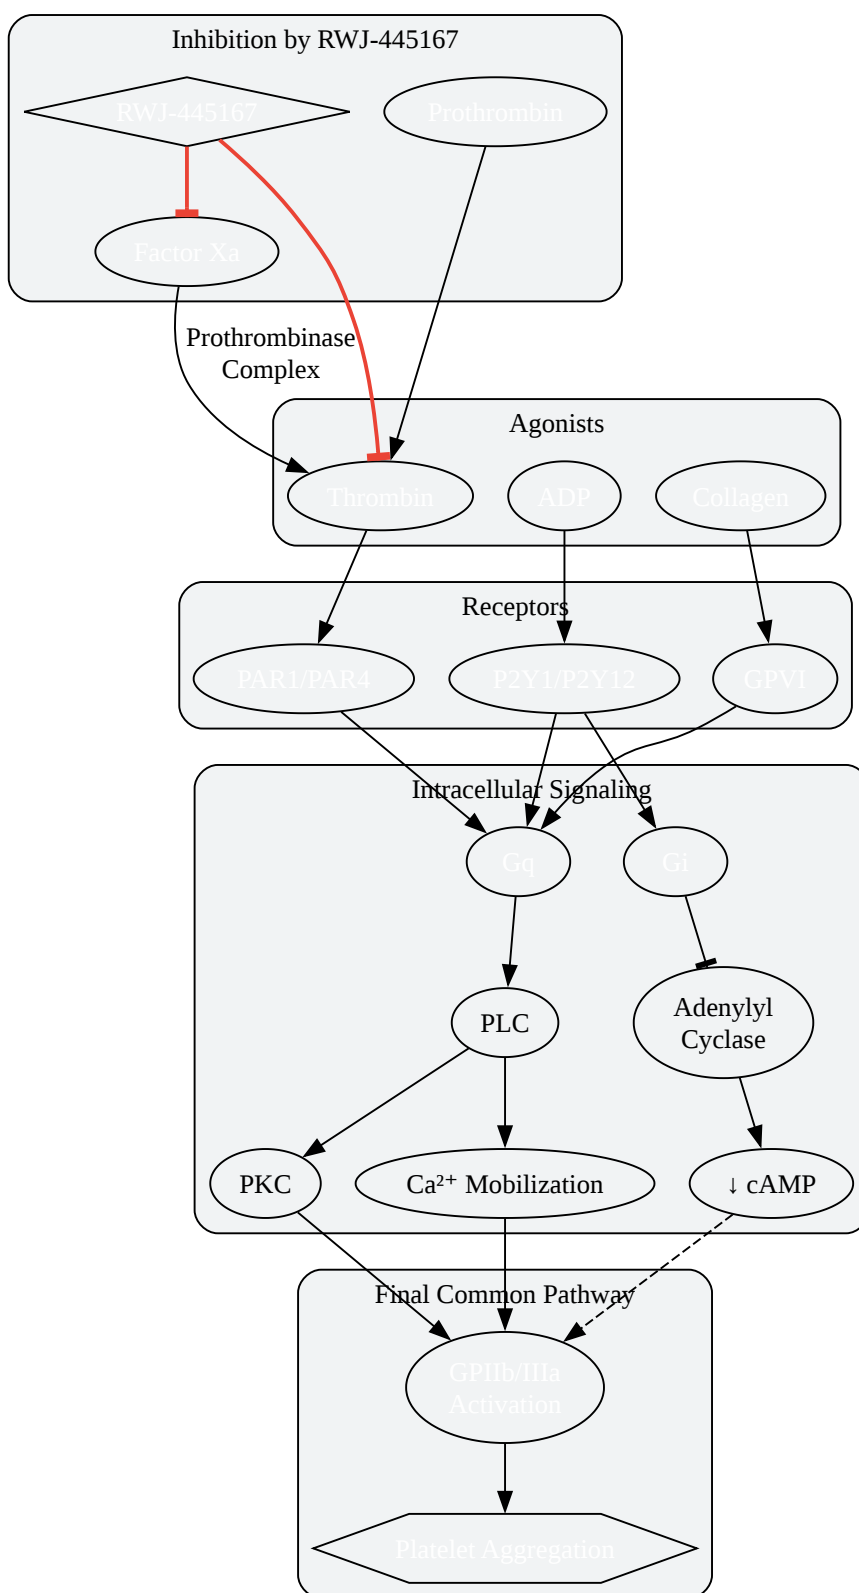 Inhibition by RWJ-445167
RWJ-445167
Prothrombin
Factor Xa
Prothrombinase
Complex
Agonists
Thrombin
ADP
Collagen
Receptors
PAR1/PAR4
P2Y1/P2Y12
GPVI
Intracellular Signaling
Gq
Gi
PLC
Adenylyl
Cyclase
PKC
Ca²⁺ Mobilization
↓ cAMP
Final Common Pathway
GPIIb/IIIa
Activation
Platelet Aggregation